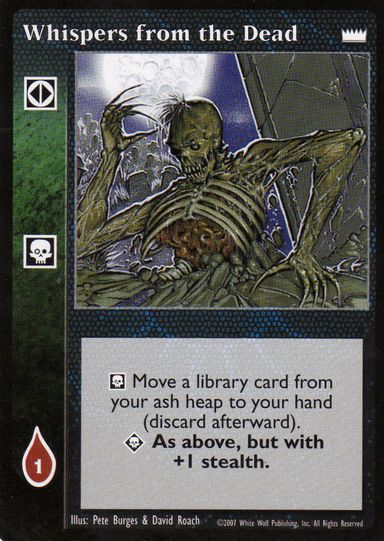 Whispers from the Dead
Move a library card from
your ash heap to your hand
(discard afterward).
As above, but with
+1 stealth.
1
Illus: Pete Burges & David Roach
©2007 White Wolf Publishing, Inc. All Rights Reserved